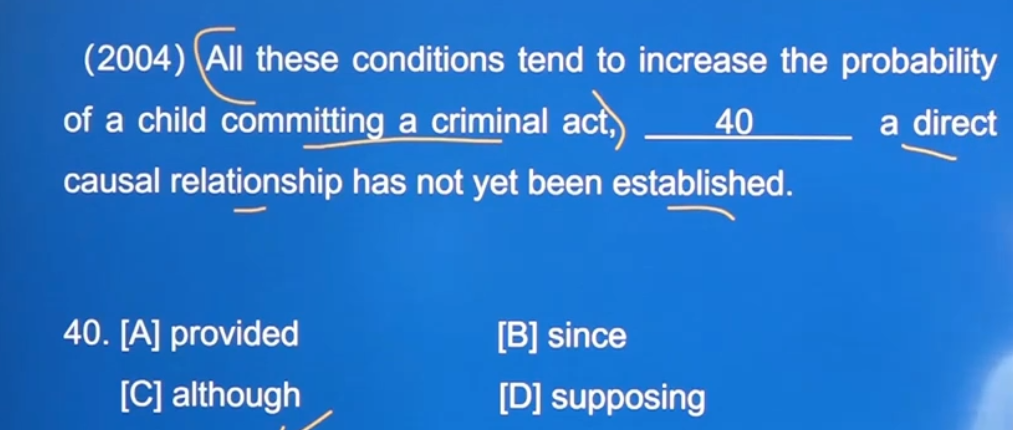 (2004) All these conditions tend to increase the probability
of a child committing a criminal act, 40 a direct
causal relationship has not yet been established.
40. [A] provided [B] since
[C] although [D] supposing